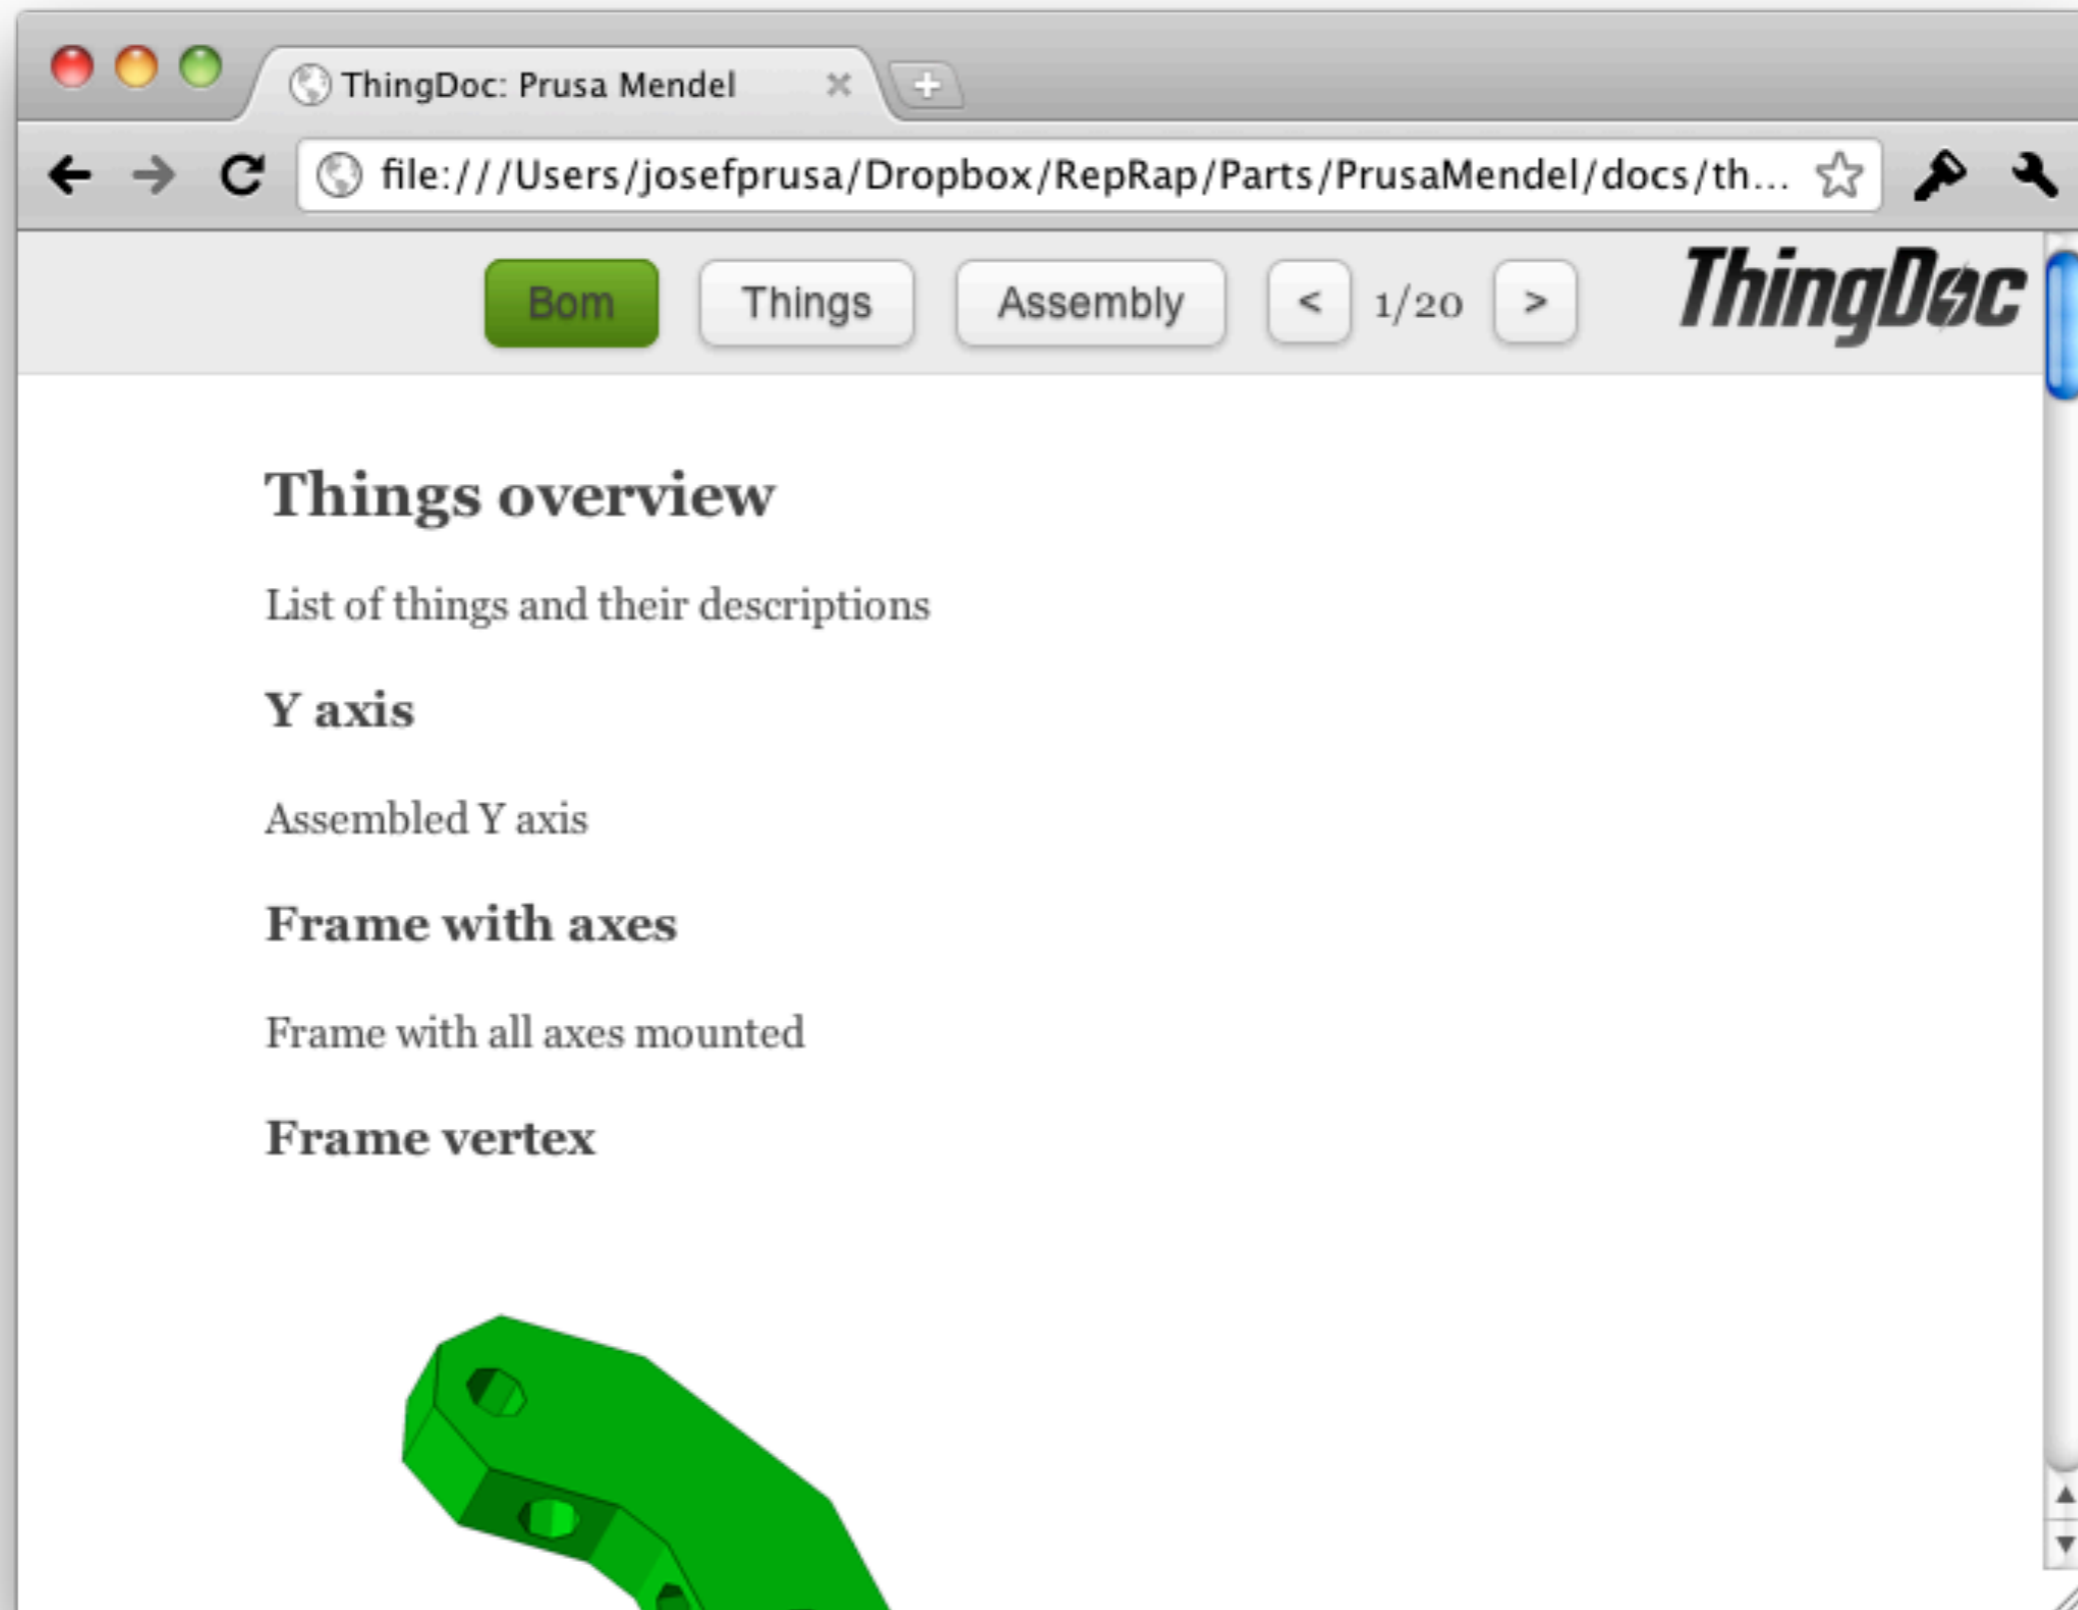 ThingDoc: Prusa Mendel
file:///Users/josefprusa/Dropbox/RepRap/Parts/PrusaMendel/docs/th...
Bom Things Assembly < 1/20 > ThingDoc
Things overview
List of things and their descriptions
Y axis
Assembled Y axis
Frame with axes
Frame with all axes mounted
Frame vertex